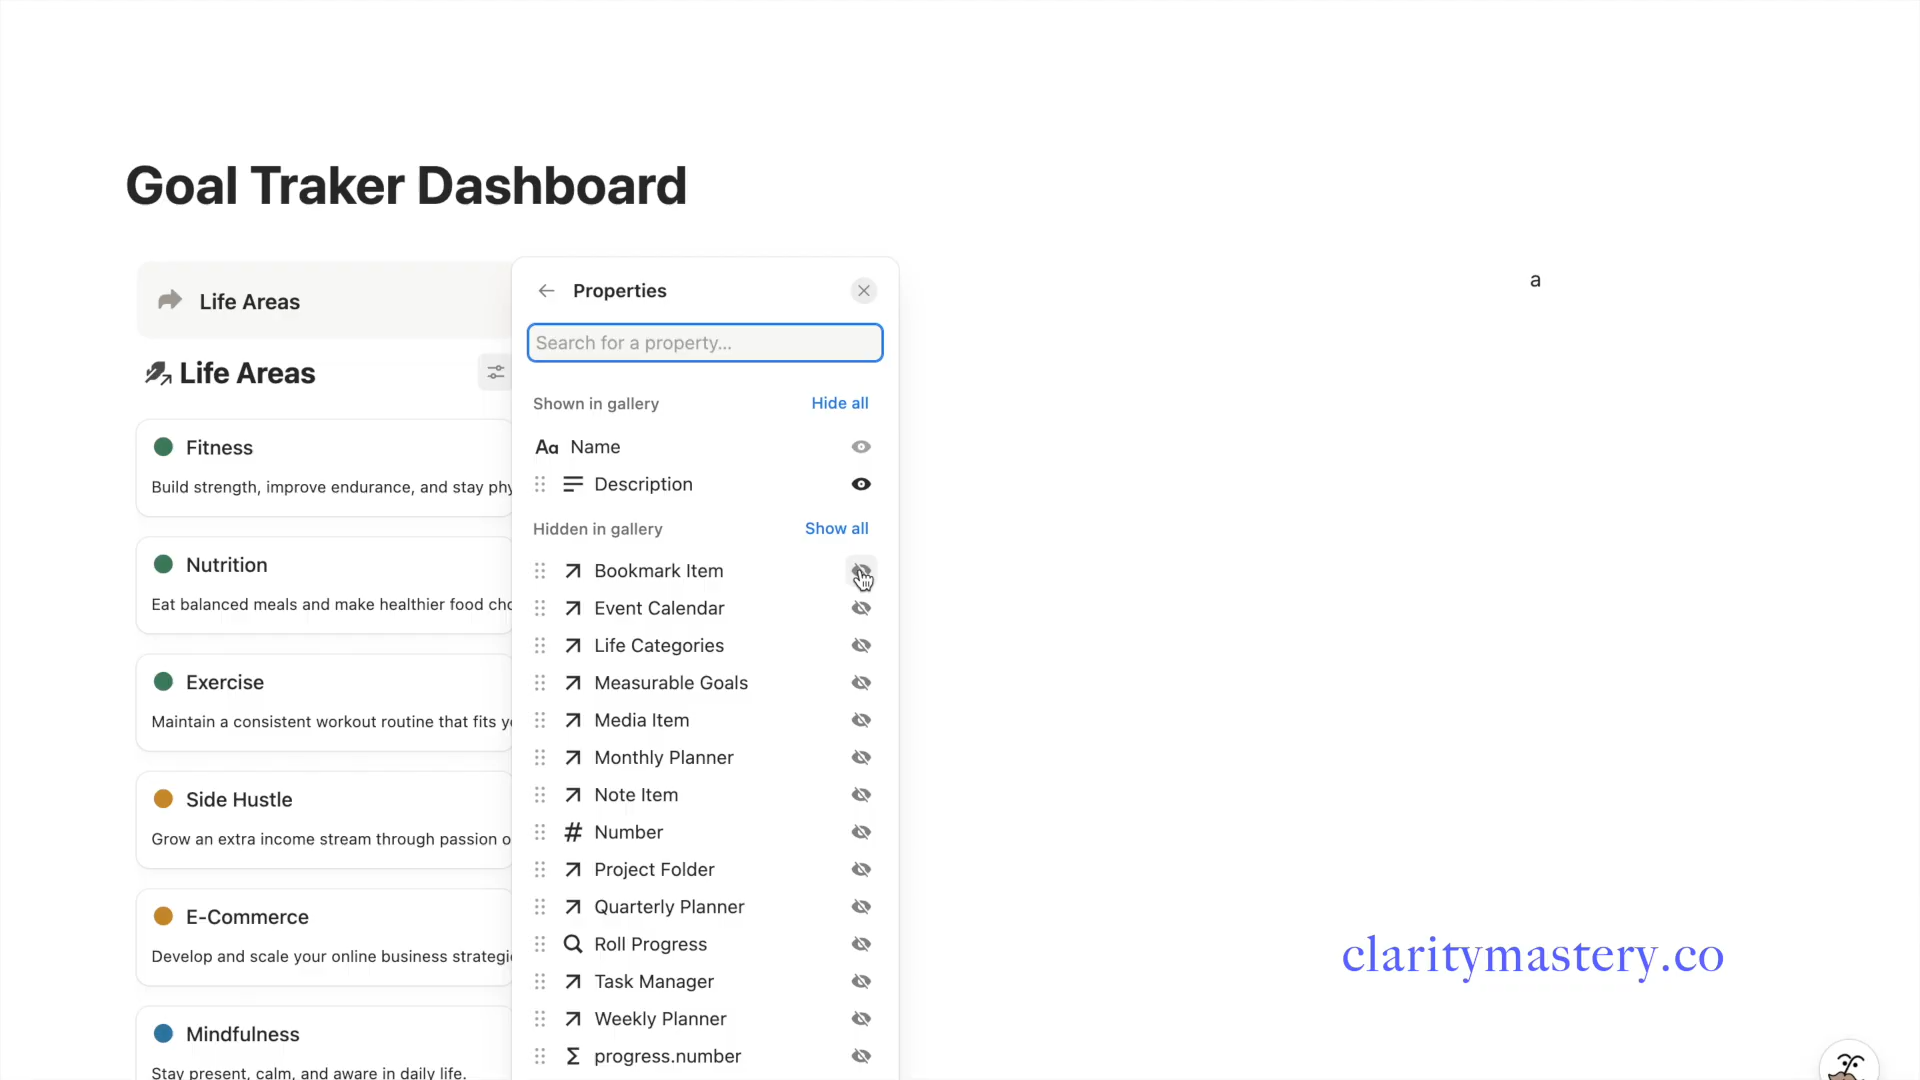 Goal Traker Dashboard
Life Areas
a
Life Areas
Fitness
Build strength, improve endurance, and stay phy
Nutrition
Eat balanced meals and make healthier food cho
Exercise
Maintain a consistent workout routine that fits yo
Side Hustle
Grow an extra income stream through passion o
E-Commerce
Develop and scale your online business strategi
Mindfulness
Stay present, calm, and aware in daily life.
Properties
Search for a property...
Shown in gallery Hide all
Aa Name
Description
Hidden in gallery Show all
Bookmark Item
Event Calendar
Life Categories
Measurable Goals
Media Item
Monthly Planner
Note Item
# Number
Project Folder
Quarterly Planner
Roll Progress
Task Manager
Weekly Planner
Σ progress.number
claritymastery.co